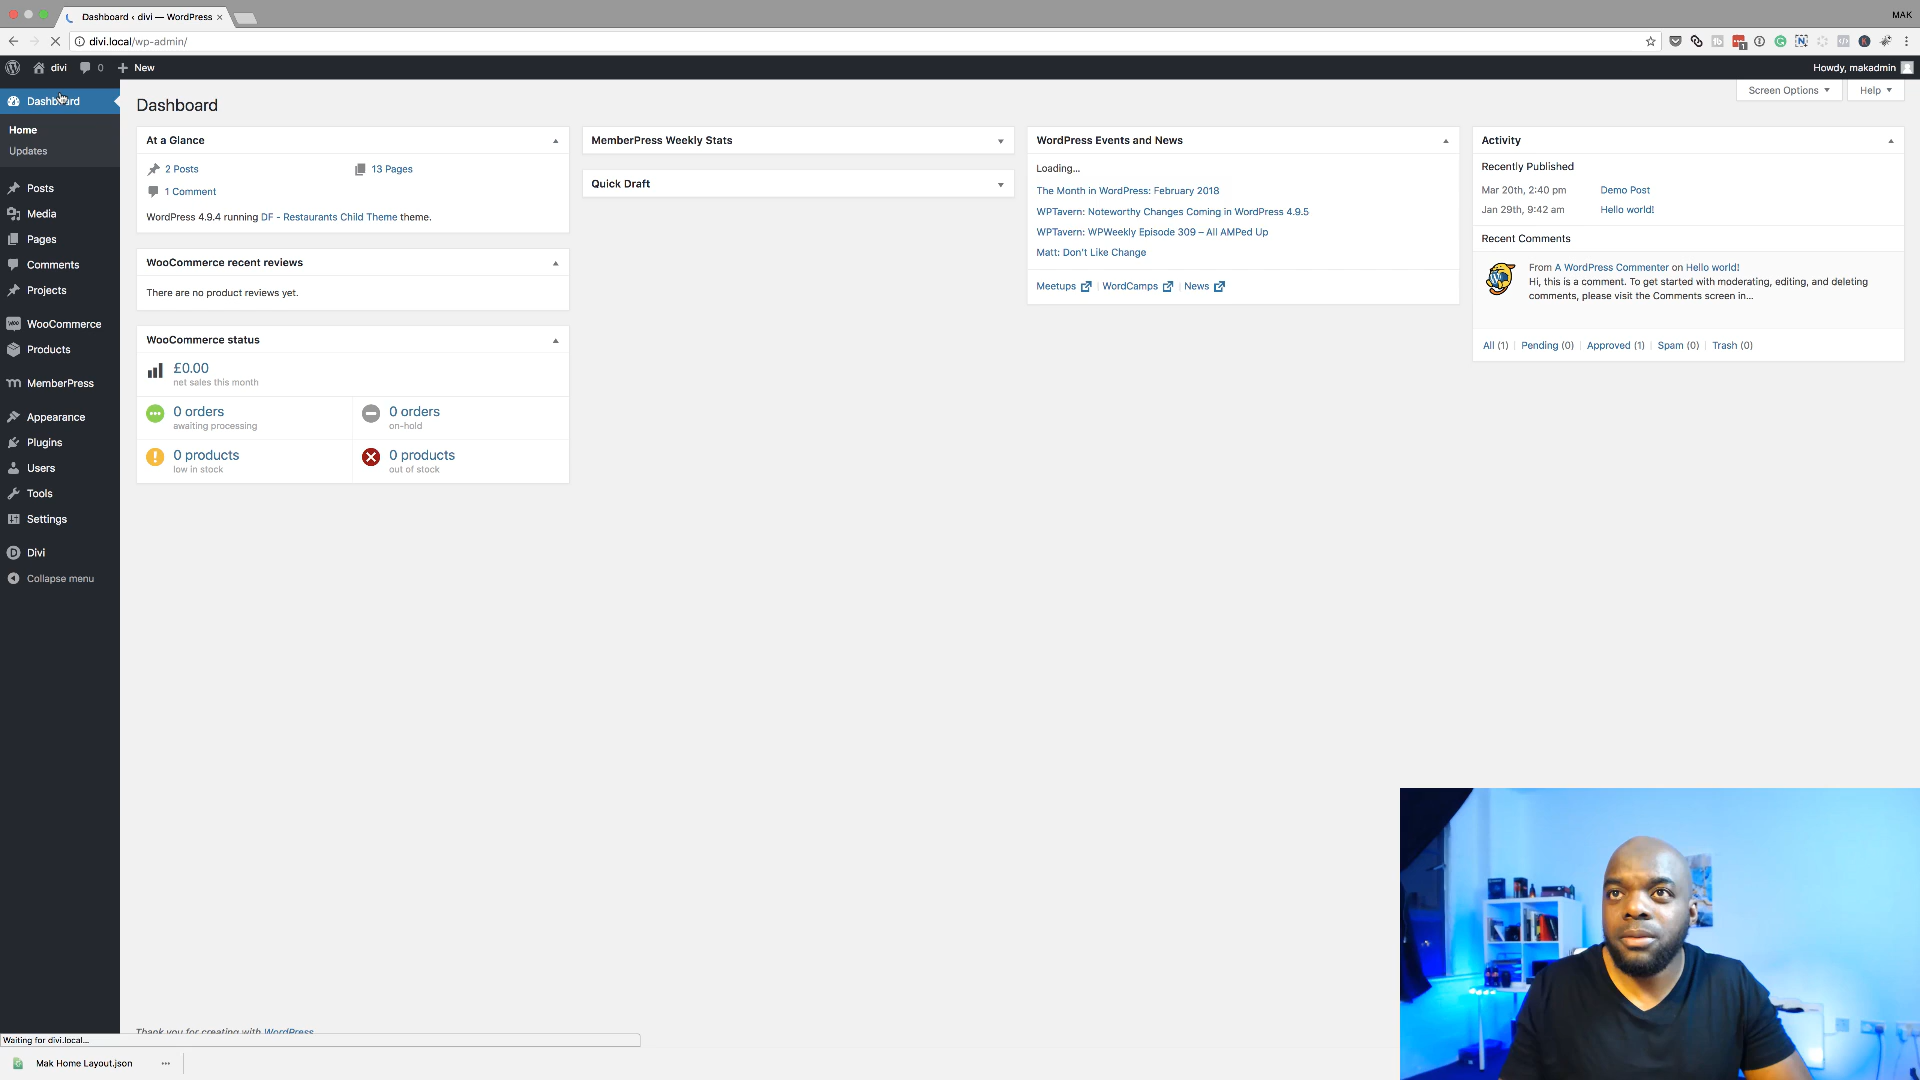 Dashboard ‹ divi — WordPress
MAK
divi.local/wp-admin/
divi
0
New
Howdy, makadmin
Dashboard
Home
Updates
Posts
Media
Pages
Comments
Projects
WooCommerce
Products
MemberPress
Appearance
Plugins
Users
Tools
Settings
Divi
Collapse menu
Dashboard
Screen Options
Help
At a Glance
2 Posts
13 Pages
1 Comment
WordPress 4.9.4 running DF - Restaurants Child Theme theme.
WooCommerce recent reviews
There are no product reviews yet.
WooCommerce status
£0.00
net sales this month
0 orders
awaiting processing
0 orders
on-hold
0 products
low in stock
0 products
out of stock
MemberPress Weekly Stats
Quick Draft
WordPress Events and News
Loading...
The Month in WordPress: February 2018
WPTavern: Noteworthy Changes Coming in WordPress 4.9.5
WPTavern: WPWeekly Episode 309 – All AMPed Up
Matt: Don't Like Change
Meetups | WordCamps | News
Activity
Recently Published
Mar 20th, 2:40 pm Demo Post
Jan 29th, 9:42 am Hello world!
Recent Comments
From A WordPress Commenter on Hello world!
Hi, this is a comment. To get started with moderating, editing, and deleting
comments, please visit the Comments screen in...
All (1) | Pending (0) | Approved (1) | Spam (0) | Trash (0)
Thank you for creating with WordPress
Waiting for divi.local...
Mak Home Layout.json